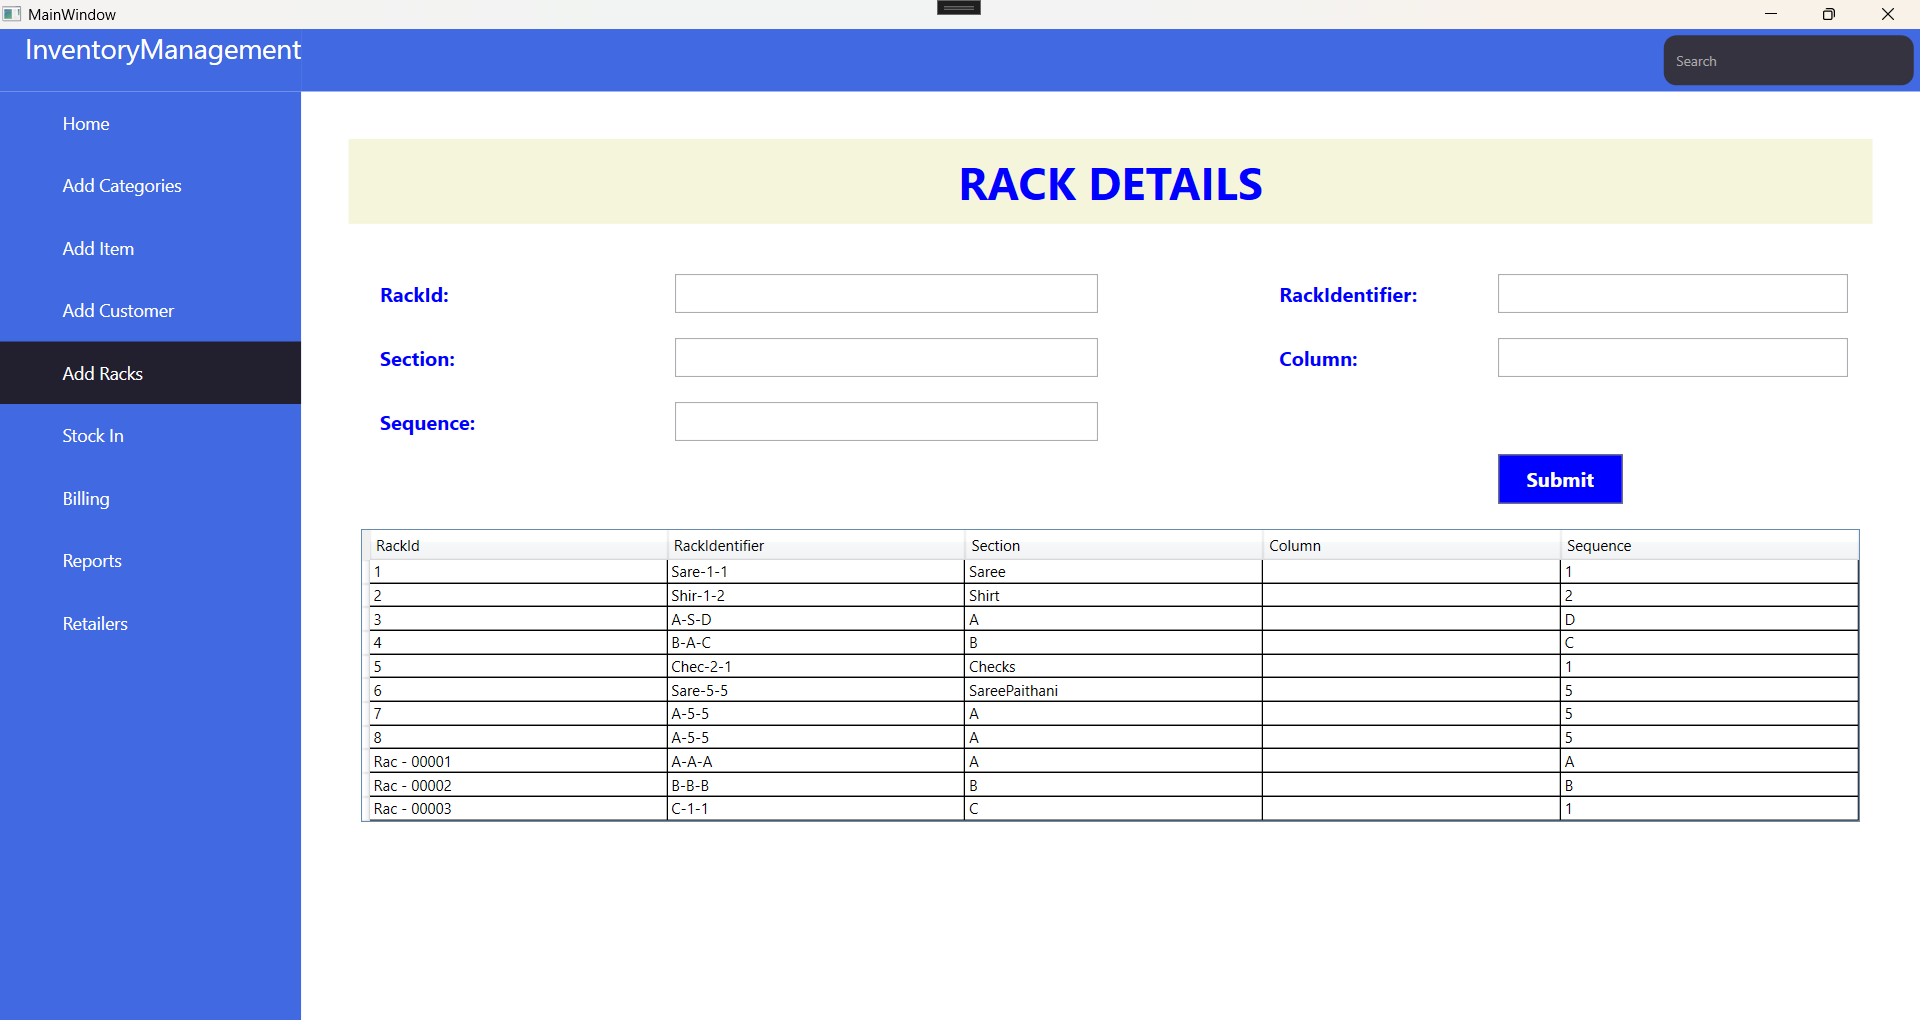 MainWindow
InventoryManagement
Search
Home
Add Categories
Add Item
Add Customer
Add Racks
Stock In
Billing
Reports
Retailers
RACK DETAILS
RackId:
RackIdentifier:
Section:
Column:
Sequence:
Submit
RackId RackIdentifier Section Column Sequence
1 Sare-1-1 Saree 1
2 Shir-1-2 Shirt 2
3 A-S-D A D
4 B-A-C B C
5 Chec-2-1 Checks 1
6 Sare-5-5 SareePaithani 5
7 A-5-5 A 5
8 A-5-5 A 5
Rac - 00001 A-A-A A A
Rac - 00002 B-B-B B B
Rac - 00003 C-1-1 C 1